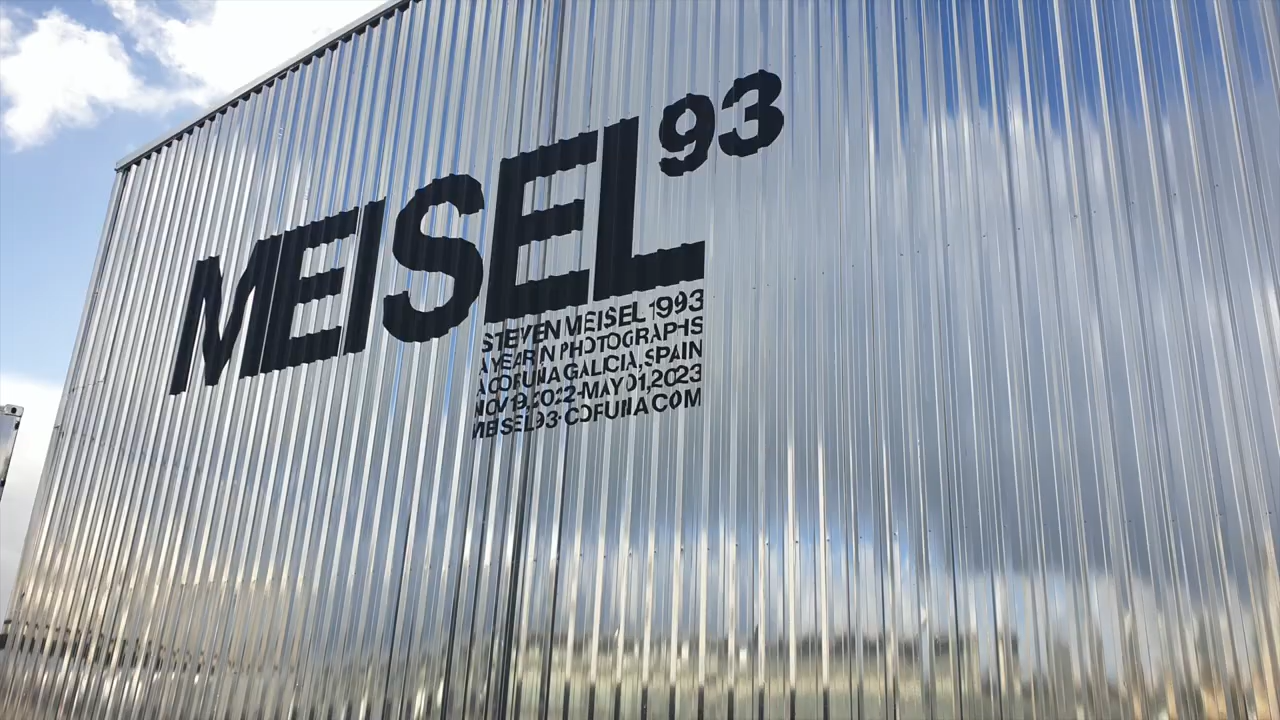 MEISEL 93
STEVEN MEISEL 1993
A YEAR IN PHOTOGRAPHS
A CORUÑA GALICIA, SPAIN
NOV 19, 2022-MAY 01, 2023
MEISEL93-CORUNA.COM